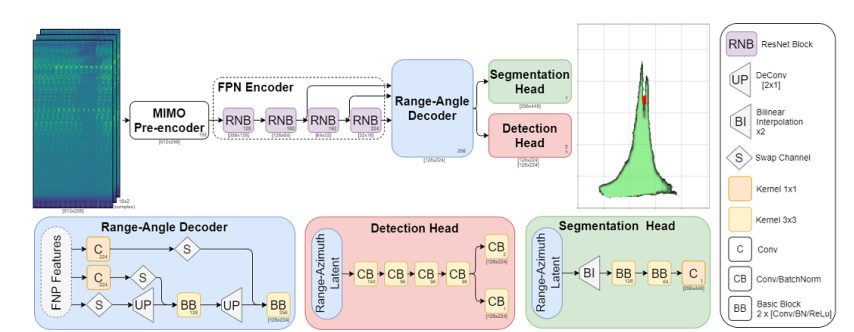 16x2
(complex)
[512x256]
MIMO
Pre-encoder
192
[512x256]
FPN Encoder
RNB
128
[256x128]
RNB
160
[128x64]
RNB
192
[64x32]
RNB
224
[32x16]
Range-Angle
Decoder
256
[128x224]
Segmentation
Head
1
[256x448]
Detection
Head
2
1
[128x224]
[128x224]
RNB
ResNet Block
UP
DeConv
[2x1]
BI
Bilinear
Interpolation
x2
S
Swap Channel
Kernel 1x1
Kernel 3x3
C
Conv
CB
Conv/BatchNorm
BB
Basic Block
2 x [Conv/BN/ReLu]
Range-Angle Decoder
FNP Features
C
224
S
C
224
S
S
UP
BB
128
UP
BB
256
[128x224]
Detection Head
Range-Azimuth
Latent
CB
144
CB
96
CB
96
CB
96
CB
2
[128x224]
CB
1
[128x224]
Segmentation Head
Range-Azimuth
Latent
BI
BB
128
BB
64
C
1
[256x448]